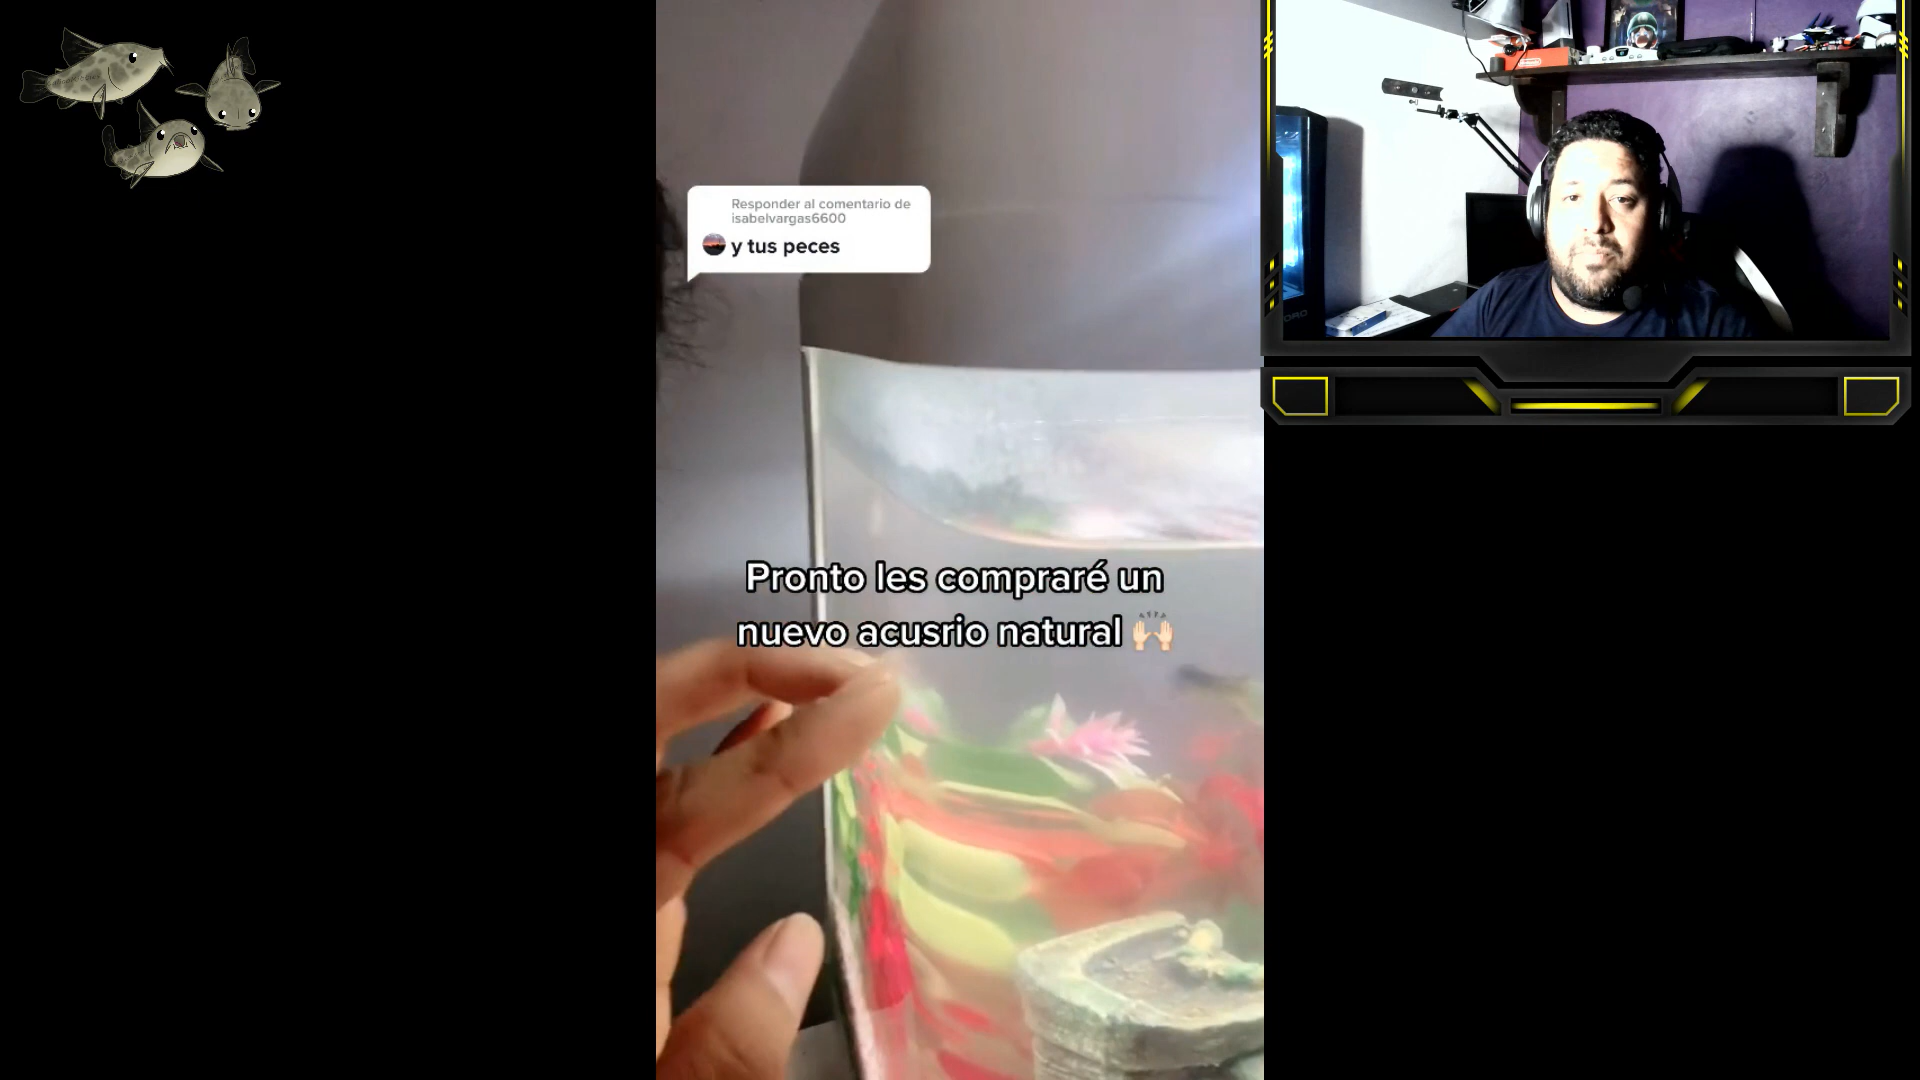 Responder al comentario de
isabelvargas6600
y tus peces
Pronto les compraré un
nuevo acusrio natural 🙌🏻